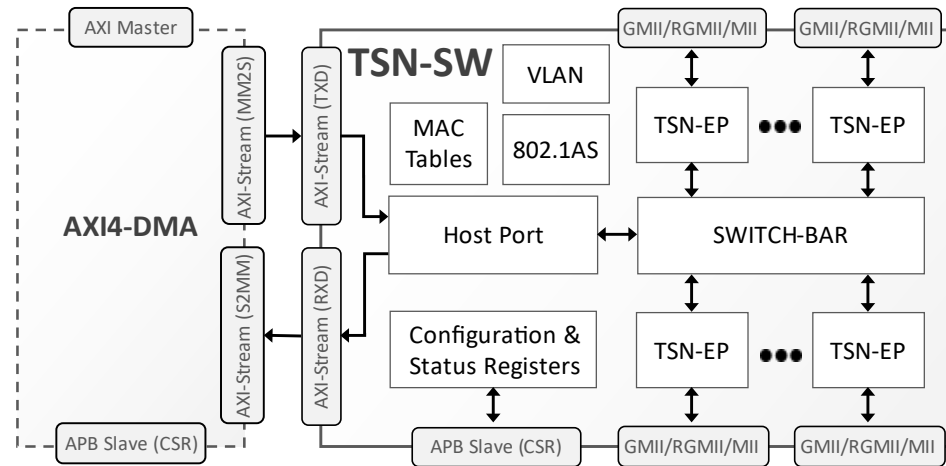 AXI Master
GMII/RGMII/MII
GMII/RGMII/MII
TSN-SW
VLAN
AXI-Stream (MM2S)
AXI-Stream (TXD)
MAC
Tables
802.1AS
TSN-EP
TSN-EP
AXI4-DMA
Host Port
SWITCH-BAR
AXI-Stream (S2MM)
AXI-Stream (RXD)
Configuration &
Status Registers
TSN-EP
TSN-EP
APB Slave (CSR)
APB Slave (CSR)
GMII/RGMII/MII
GMII/RGMII/MII